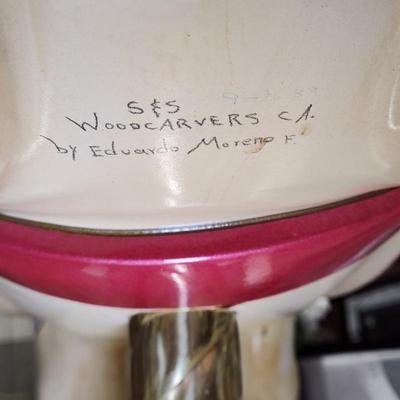 S&S
WOODCARVERS CA.
by Eduardo Moreno F.